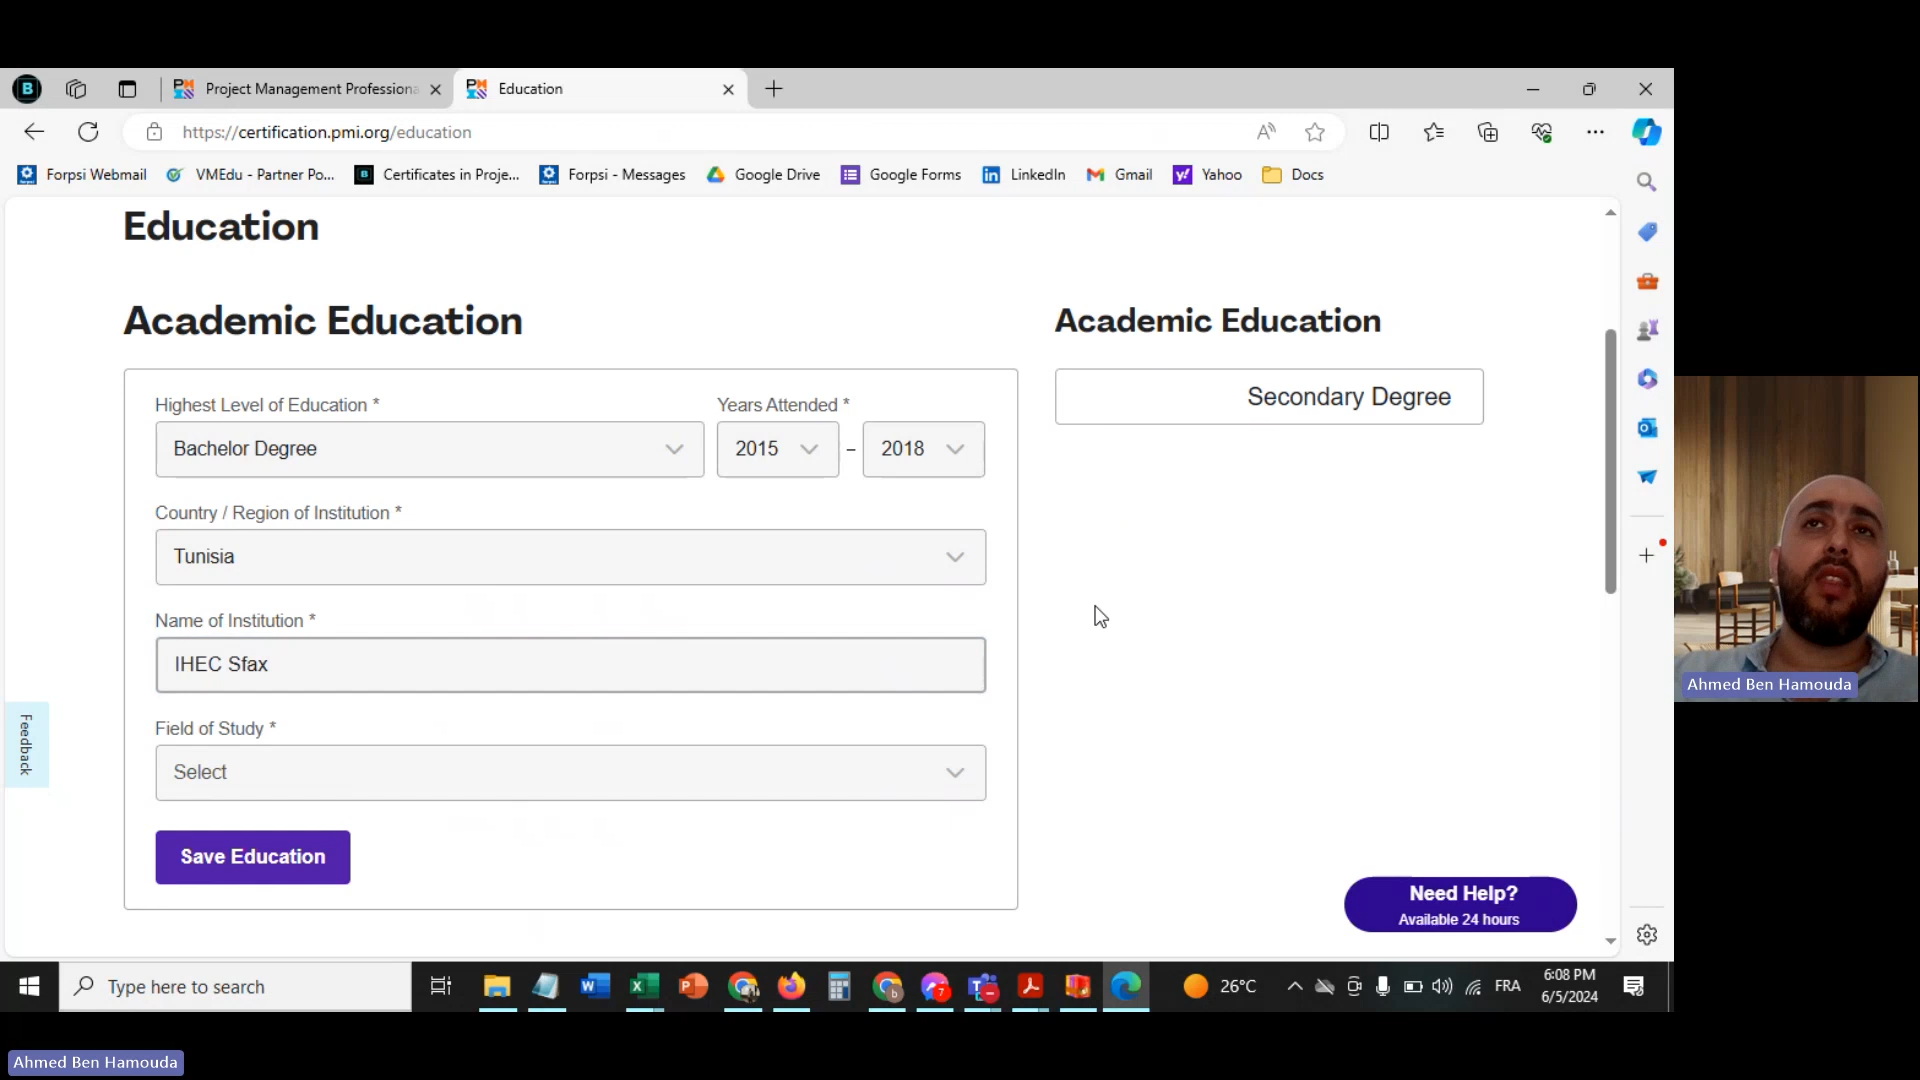 Project Management Professiona
Education
https://certification.pmi.org/education
Forpsi Webmail
VMEdu - Partner Po...
Certificates in Proje...
Forpsi - Messages
Google Drive
Google Forms
LinkedIn
Gmail
Yahoo
Docs
Education
Academic Education
Highest Level of Education *
Years Attended *
Bachelor Degree
2015
–
2018
Country / Region of Institution *
Tunisia
Name of Institution *
IHEC Sfax
Field of Study *
Select
Save Education
Academic Education
Secondary Degree
Feedback
Need Help?
Available 24 hours
Ahmed Ben Hamouda
Type here to search
26°C
FRA
6:08 PM
6/5/2024
Ahmed Ben Hamouda